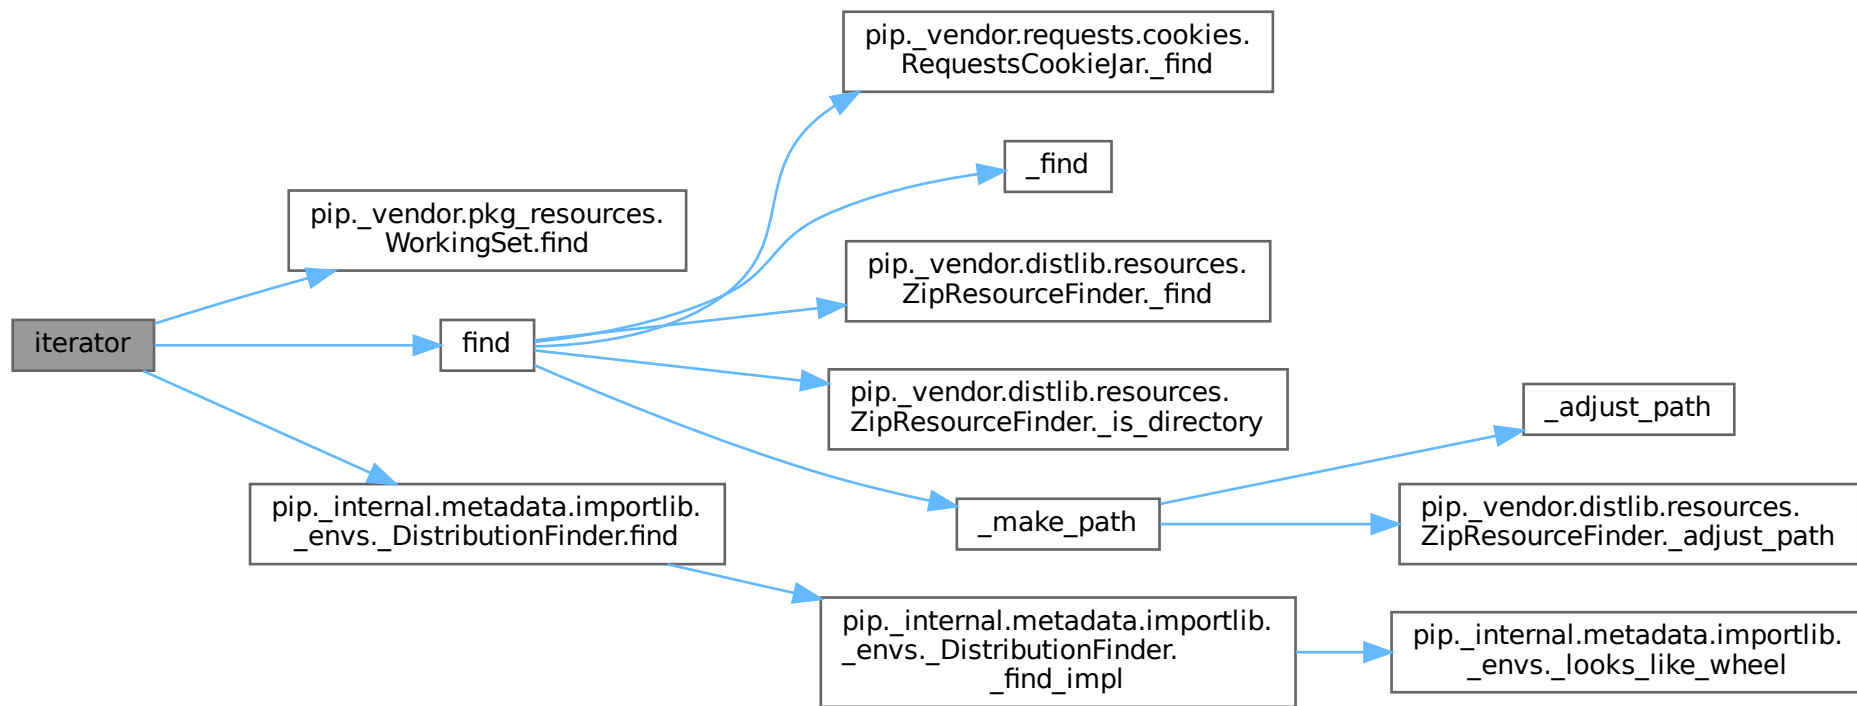 pip._vendor.requests.cookies.
RequestsCookieJar._find
_find
pip._vendor.pkg_resources.
WorkingSet.find
pip._vendor.distlib.resources.
ZipResourceFinder._find
iterator
find
pip._vendor.distlib.resources.
ZipResourceFinder._is_directory
_adjust_path
pip._internal.metadata.importlib.
_envs._DistributionFinder.find
_make_path
pip._vendor.distlib.resources.
ZipResourceFinder._adjust_path
pip._internal.metadata.importlib.
_envs._DistributionFinder.
_find_impl
pip._internal.metadata.importlib.
_envs._looks_like_wheel